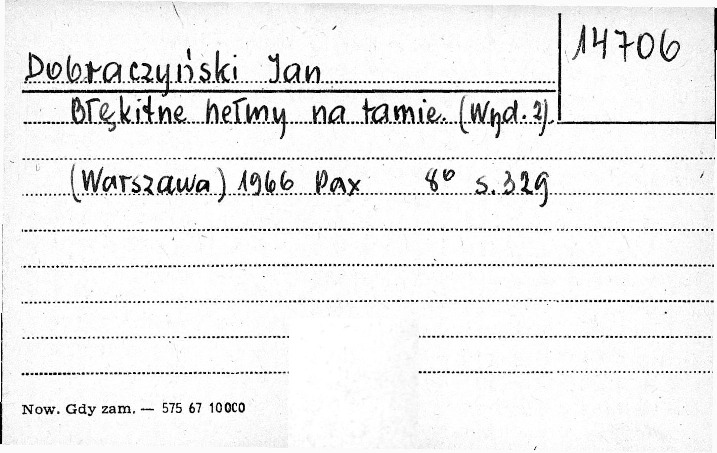 14706
Dobraczyński Jan
Błękitne hełmy na tamie. (Wyd. 2).
(Warszawa) 1966 Pax 8° s. 329
Now. Gdy zam. — 575 67 10000